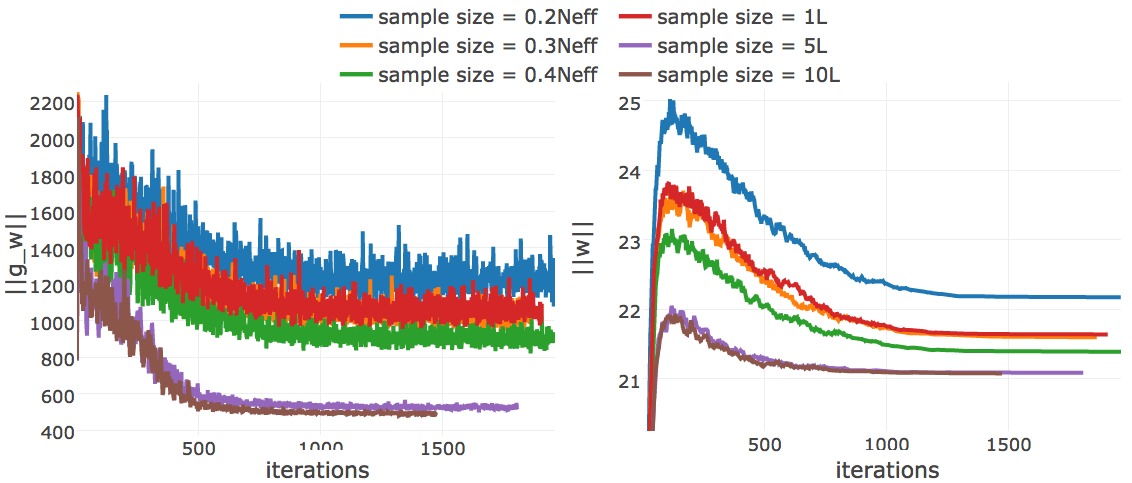 sample size = 0.2Neff
sample size = 0.3Neff
sample size = 0.4Neff
sample size = 1L
sample size = 5L
sample size = 10L
||g_w||
2200
2000
1800
1600
1400
1200
1000
800
600
400
500
1000
1500
iterations
||w||
25
24
23
22
21
500
1000
1500
iterations